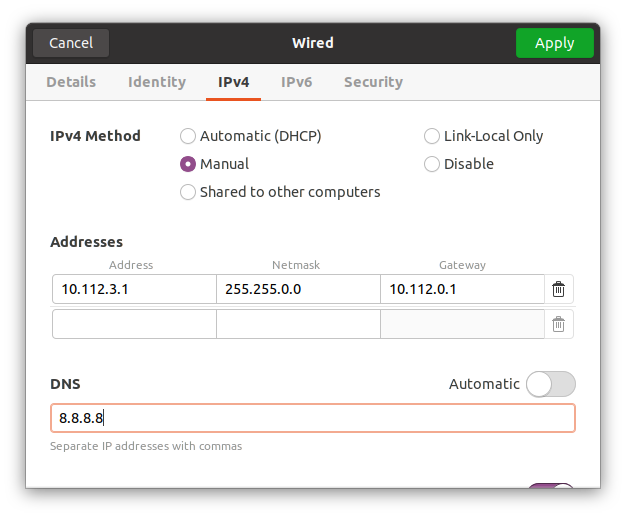 Cancel Wired Apply
Details Identity IPv4 IPv6 Security
IPv4 Method Automatic (DHCP) Link-Local Only
Manual Disable
Shared to other computers
Addresses
Address Netmask Gateway
10.112.3.1 255.255.0.0 10.112.0.1
DNS Automatic
8.8.8.8
Separate IP addresses with commas